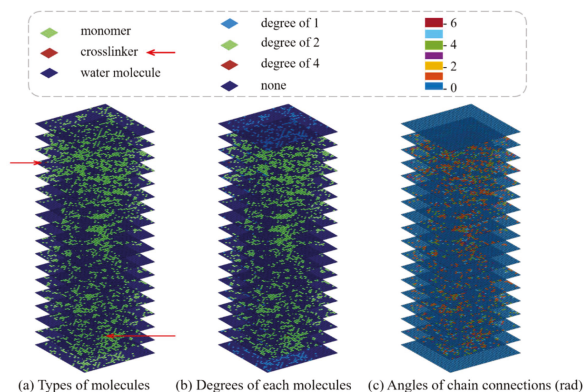 monomer
crosslinker
water molecule
degree of 1
degree of 2
degree of 4
none
- 6
- 4
- 2
- 0
(a) Types of molecules
(b) Degrees of each molecules
(c) Angles of chain connections (rad)